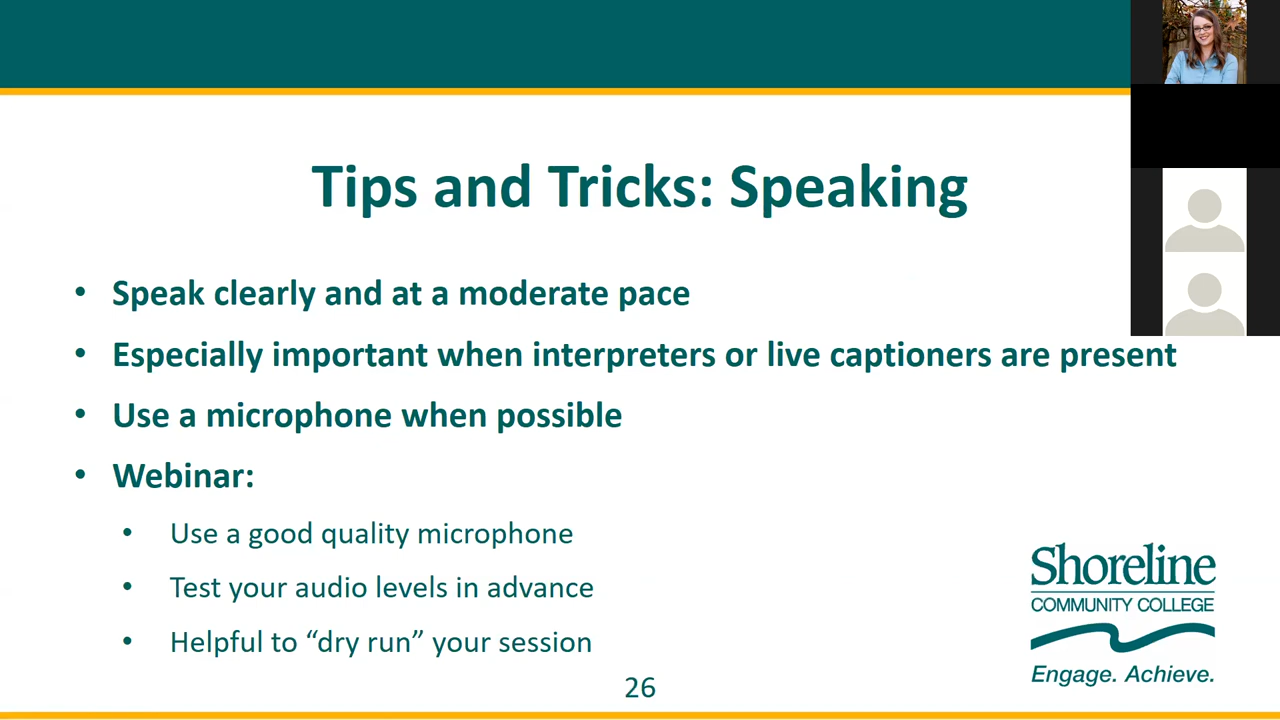 Tips and Tricks: Speaking
• Speak clearly and at a moderate pace
• Especially important when interpreters or live captioners are present
• Use a microphone when possible
• Webinar:
• Use a good quality microphone
• Test your audio levels in advance
• Helpful to “dry run” your session
26
Shoreline
COMMUNITY COLLEGE
Engage. Achieve.